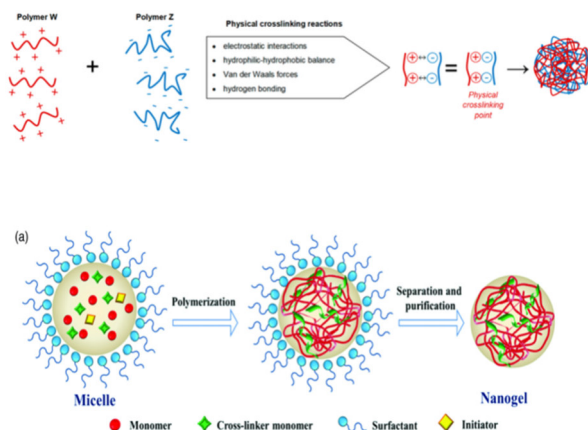 Polymer W
Polymer Z
Physical crosslinking reactions
• electrostatic interactions
• hydrophilic-hydrophobic balance
• Van der Waals forces
• hydrogen bonding
Physical
crosslinking
point
(a)
Polymerization
Separation and
purification
Micelle
Nanogel
Monomer
Cross-linker monomer
Surfactant
Initiator